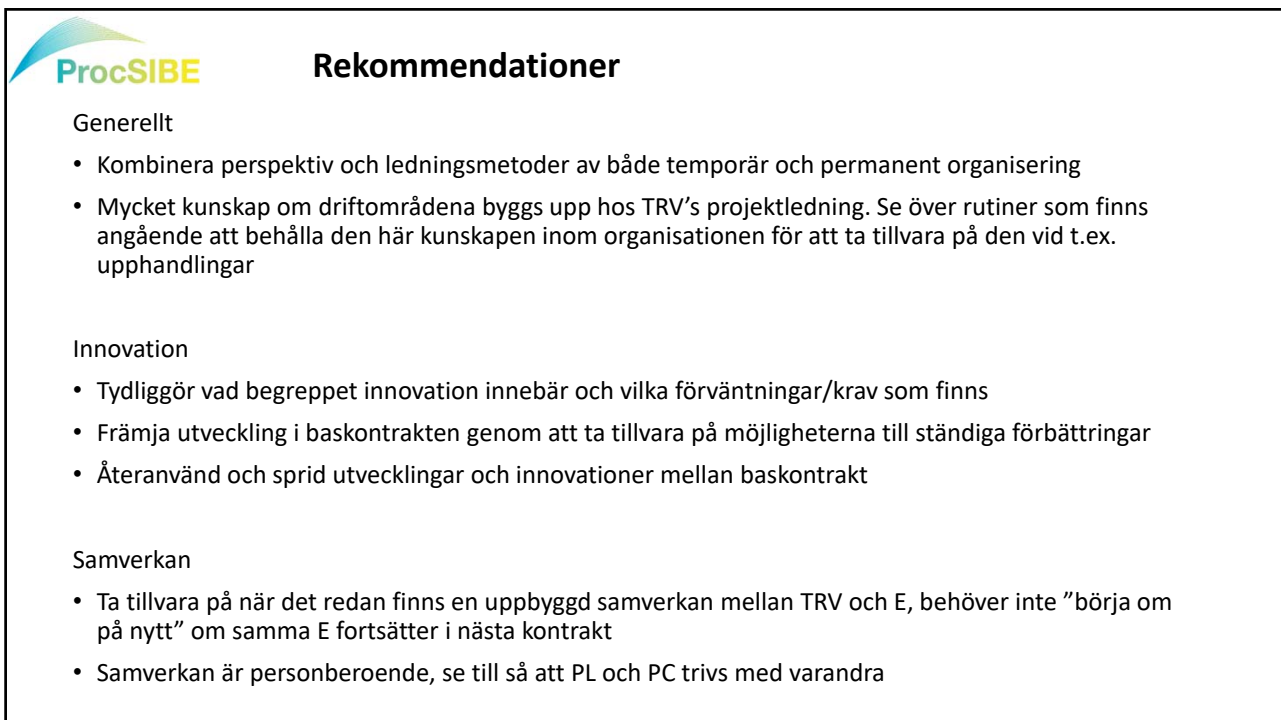 ProcSIBE
Rekommendationer
Generellt
• Kombinera perspektiv och ledningsmetoder av både temporär och permanent organisering
• Mycket kunskap om driftområdena byggs upp hos TRV's projektledning. Se över rutiner som finns
angående att behålla den här kunskapen inom organisationen för att ta tillvara på den vid t.ex.
upphandlingar
Innovation
• Tydliggör vad begreppet innovation innebär och vilka förväntningar/krav som finns
• Främja utveckling i baskontrakten genom att ta tillvara på möjligheterna till ständiga förbättringar
• Återanvänd och sprid utvecklingar och innovationer mellan baskontrakt
Samverkan
• Ta tillvara på när det redan finns en uppbyggd samverkan mellan TRV och E, behöver inte ”börja om
på nytt” om samma E fortsätter i nästa kontrakt
• Samverkan är personberoende, se till så att PL och PC trivs med varandra